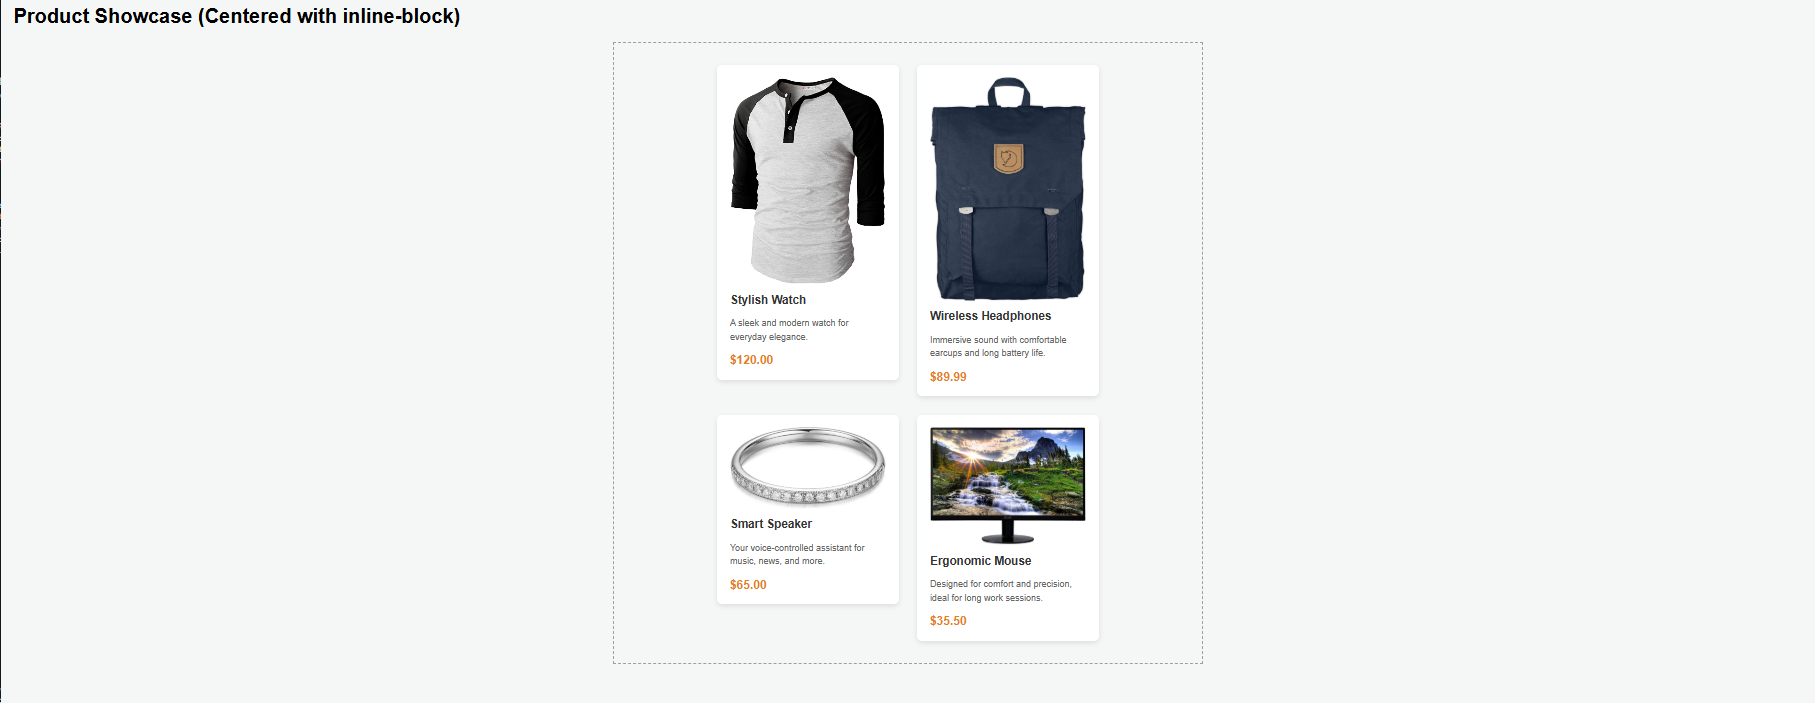 Product Showcase (Centered with inline-block)
Stylish Watch
A sleek and modern watch for
everyday elegance.
$120.00
Wireless Headphones
Immersive sound with comfortable
earcups and long battery life.
$89.99
Smart Speaker
Your voice-controlled assistant for
music, news, and more.
$65.00
Ergonomic Mouse
Designed for comfort and precision,
ideal for long work sessions.
$35.50